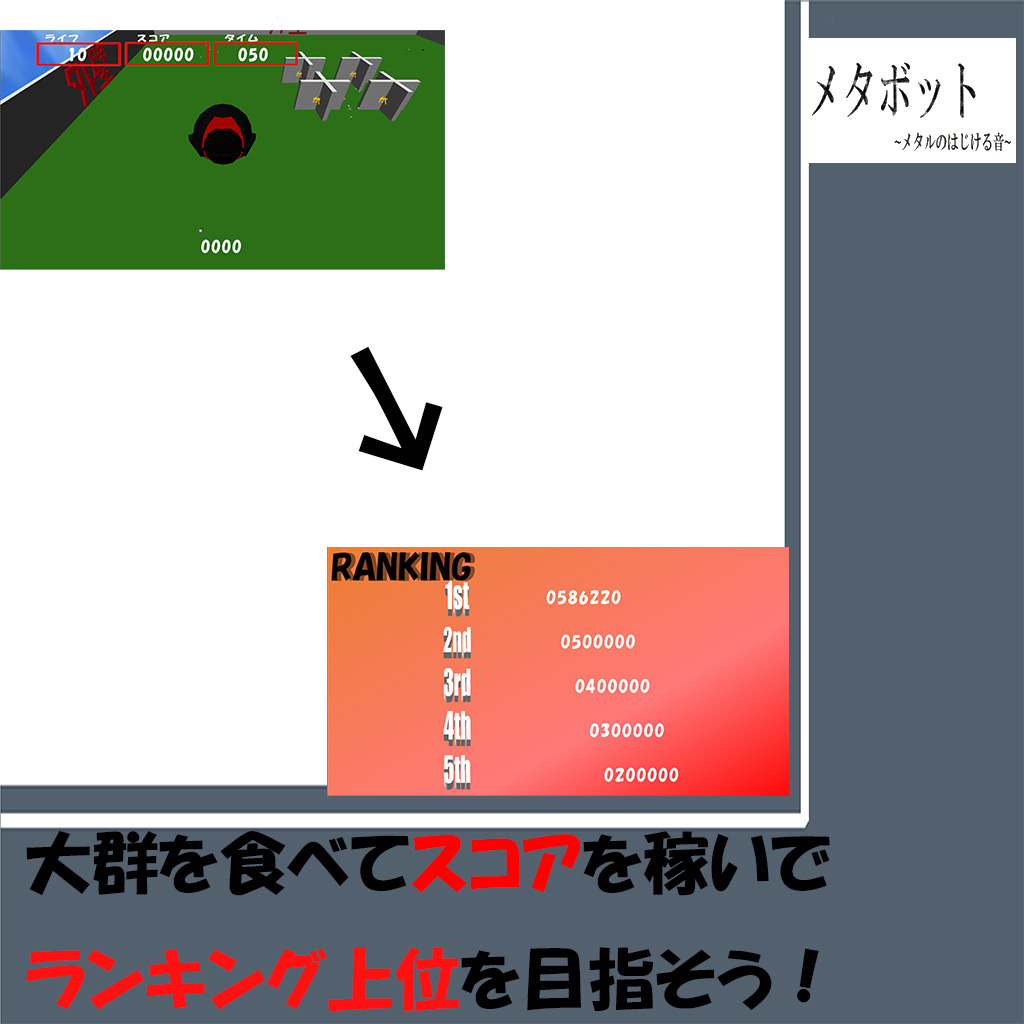 ライフ スコア タイム
10 00000 050
0000
メタボット
~メタルのはじける音~
RANKING
1st 0586220
2nd 0500000
3rd 0400000
4th 0300000
5th 0200000
大群を食べてスコアを稼いで
ランキング上位を目指そう！